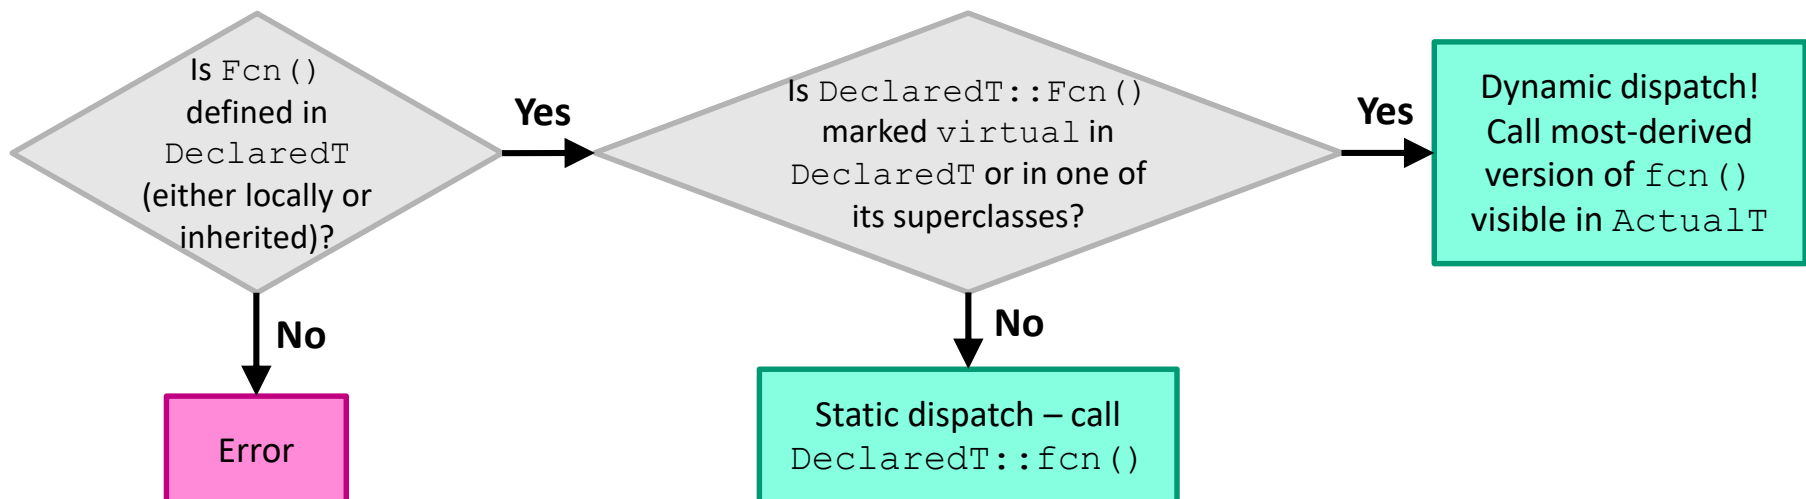 Is Fcn()
defined in
DeclaredT
(either locally or
inherited)?
Yes
Is DeclaredT::Fcn()
marked virtual in
DeclaredT or in one of
its superclasses?
Yes
Dynamic dispatch!
Call most-derived
version of fcn()
visible in ActualT
No
No
Error
Static dispatch – call
DeclaredT::fcn()